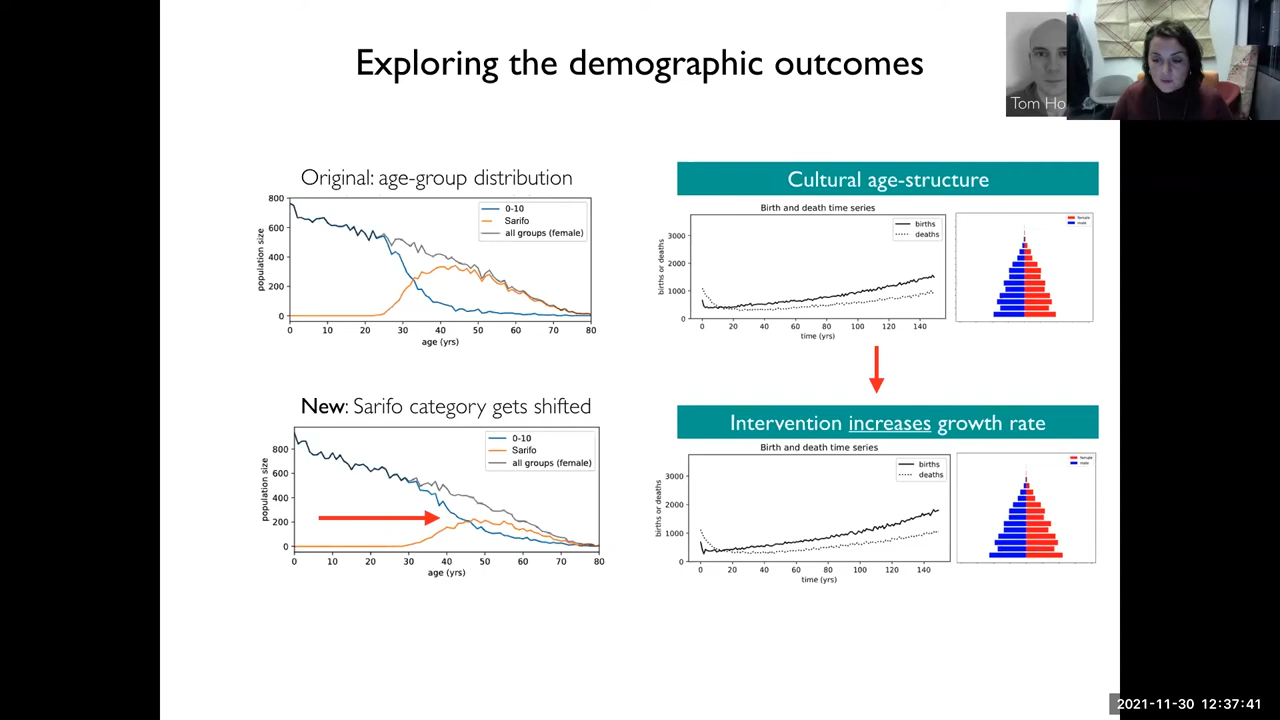 Exploring the demographic outcomes
Tom Ho
Original: age-group distribution
800
600
400
200
0
population size
0-10
Sarifo
all groups (female)
0 10 20 30 40 50 60 70 80
age (yrs)
Cultural age-structure
Birth and death time series
3000
2000
1000
0
births or deaths
births
deaths
0 20 40 60 80 100 120 140
time (yrs)
female
male
New: Sarifo category gets shifted
800
600
400
200
0
population size
0-10
Sarifo
all groups (female)
0 10 20 30 40 50 60 70 80
age (yrs)
Intervention increases growth rate
Birth and death time series
3000
2000
1000
0
births or deaths
births
deaths
0 20 40 60 80 100 120 140
time (yrs)
female
male
2021-11-30 12:37:41